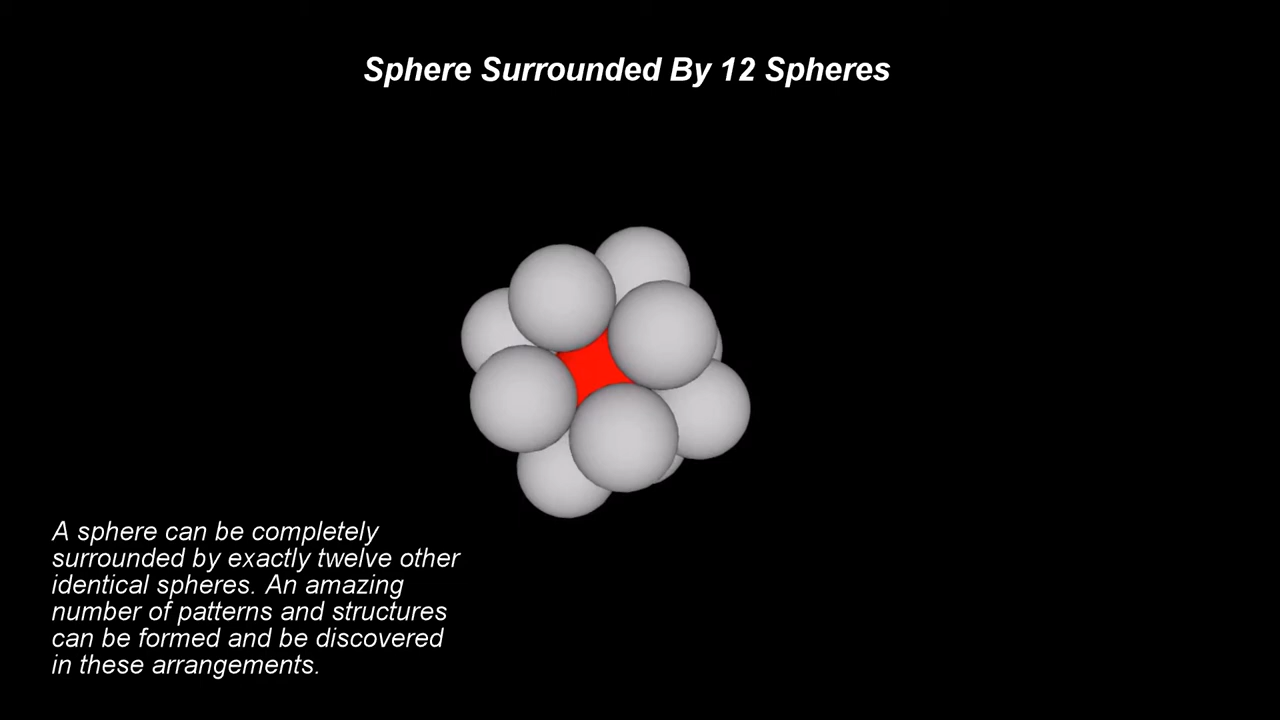 Sphere Surrounded By 12 Spheres
A sphere can be completely
surrounded by exactly twelve other
identical spheres. An amazing
number of patterns and structures
can be formed and be discovered
in these arrangements.